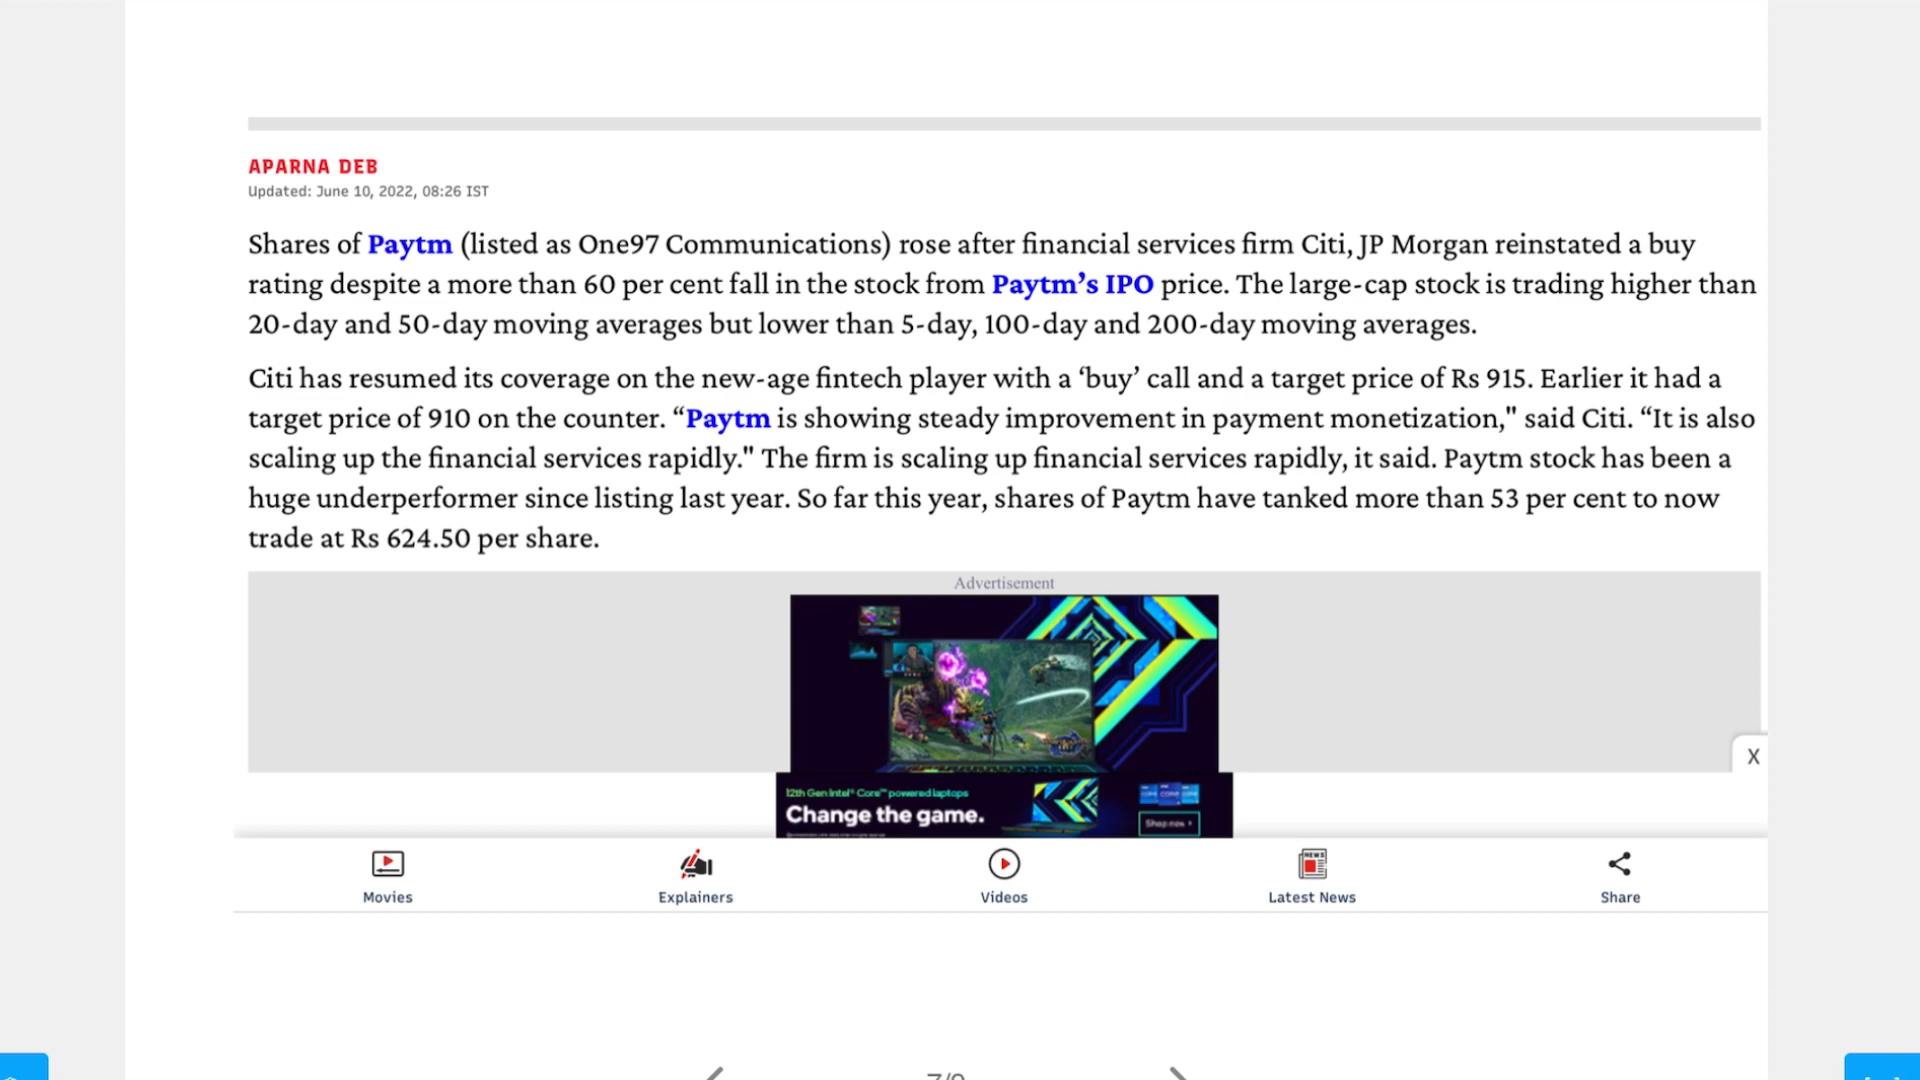 APARNA DEB
Updated: June 10, 2022, 08:26 IST
Shares of Paytm (listed as One97 Communications) rose after financial services firm Citi, JP Morgan reinstated a buy
rating despite a more than 60 per cent fall in the stock from Paytm’s IPO price. The large-cap stock is trading higher than
20-day and 50-day moving averages but lower than 5-day, 100-day and 200-day moving averages.
Citi has resumed its coverage on the new-age fintech player with a ‘buy’ call and a target price of Rs 915. Earlier it had a
target price of 910 on the counter. “Paytm is showing steady improvement in payment monetization," said Citi. “It is also
scaling up the financial services rapidly." The firm is scaling up financial services rapidly, it said. Paytm stock has been a
huge underperformer since listing last year. So far this year, shares of Paytm have tanked more than 53 per cent to now
trade at Rs 624.50 per share.
Advertisement
X
12th Gen Intel® Core™ powered laptops
Change the game.
Shop now
Movies
Explainers
Videos
NEWS
Latest News
Share